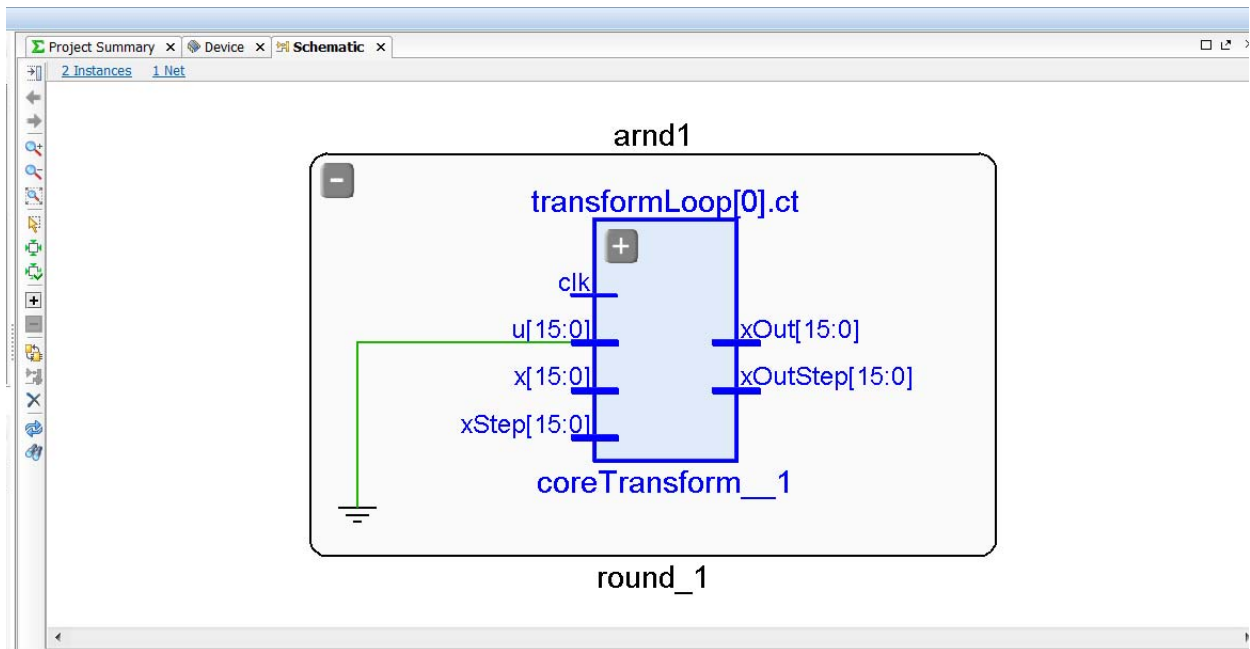 Project Summary × Device × Schematic ×
2 Instances 1 Net
arnd1
transformLoop[0].ct
clk
u[15:0] xOut[15:0]
x[15:0] xOutStep[15:0]
xStep[15:0]
coreTransform__1
round_1